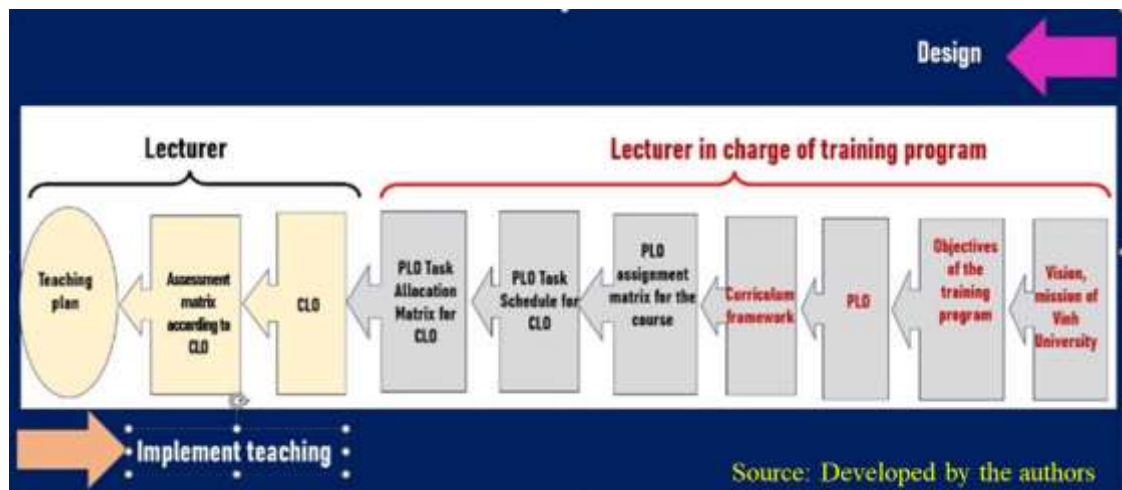 Design
Lecturer
Lecturer in charge of training program
Teaching
plan
Assessment
matrix
according to
CLO
CLO
PLO Task
Allocation
Matrix for
CLO
PLO Task
Schedule for
CLO
PLO
assignment
matrix for the
course
Curriculum
framework
PLO
Objectives
of the
training
program
Vision,
mission of
Vinh
University
Implement teaching
Source: Developed by the authors